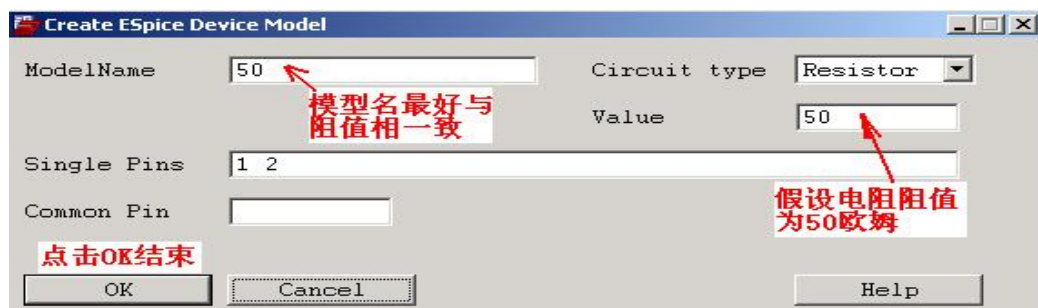 Create ESpice Device Model
ModelName 50 Circuit type Resistor
模型名最好与
阻值相一致
Value 50
Single Pins 1 2
假设电阻阻值
为50欧姆
Common Pin
点击OK结束
OK Cancel Help